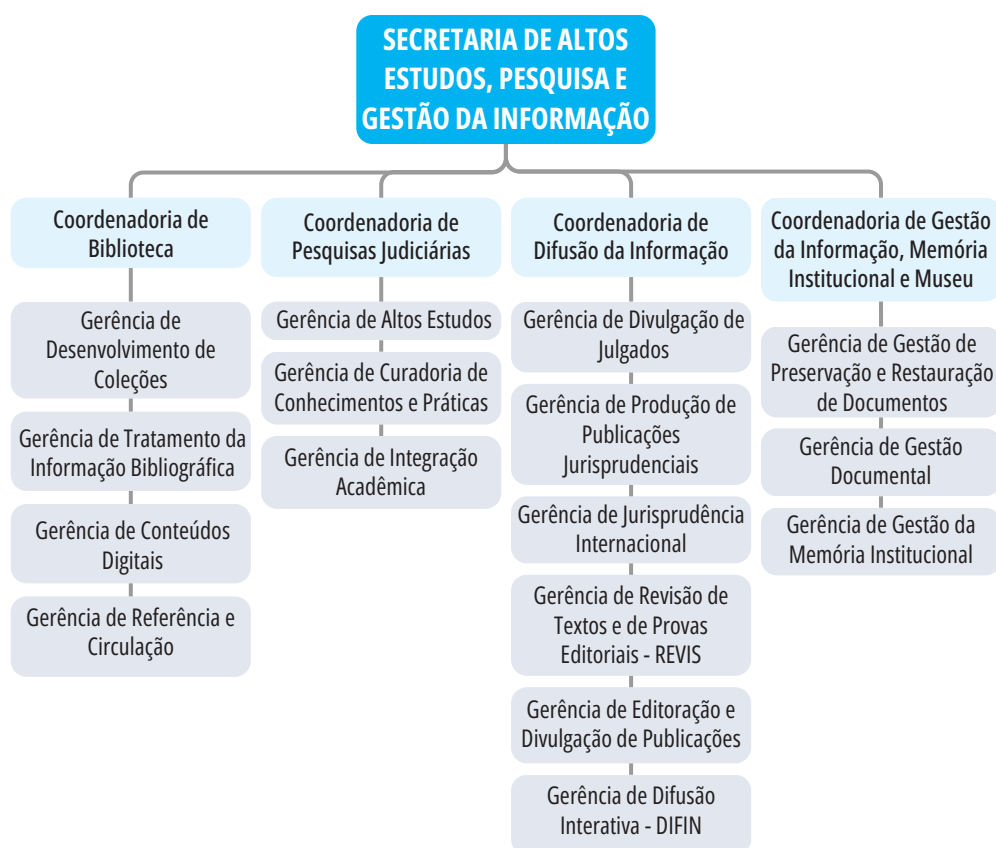 SECRETARIA DE ALTOS
ESTUDOS, PESQUISA E
GESTÃO DA INFORMAÇÃO
Coordenadoria de
Biblioteca
Gerência de
Desenvolvimento de
Coleções
Gerência de Tratamento da
Informação Bibliográfica
Gerência de Conteúdos
Digitais
Gerência de Referência e
Circulação
Coordenadoria de
Pesquisas Judiciárias
Gerência de Altos Estudos
Gerência de Curadoria de
Conhecimentos e Práticas
Gerência de Integração
Acadêmica
Coordenadoria de
Difusão da Informação
Gerência de Divulgação de
Julgados
Gerência de Produção de
Publicações
Jurisprudenciais
Gerência de Jurisprudência
Internacional
Gerência de Revisão de
Textos e de Provas
Editoriais - REVIS
Gerência de Editoração e
Divulgação de Publicações
Gerência de Difusão
Interativa - DIFIN
Coordenadoria de Gestão
da Informação, Memória
Institucional e Museu
Gerência de Gestão de
Preservação e Restauração
de Documentos
Gerência de Gestão
Documental
Gerência de Gestão da
Memória Institucional